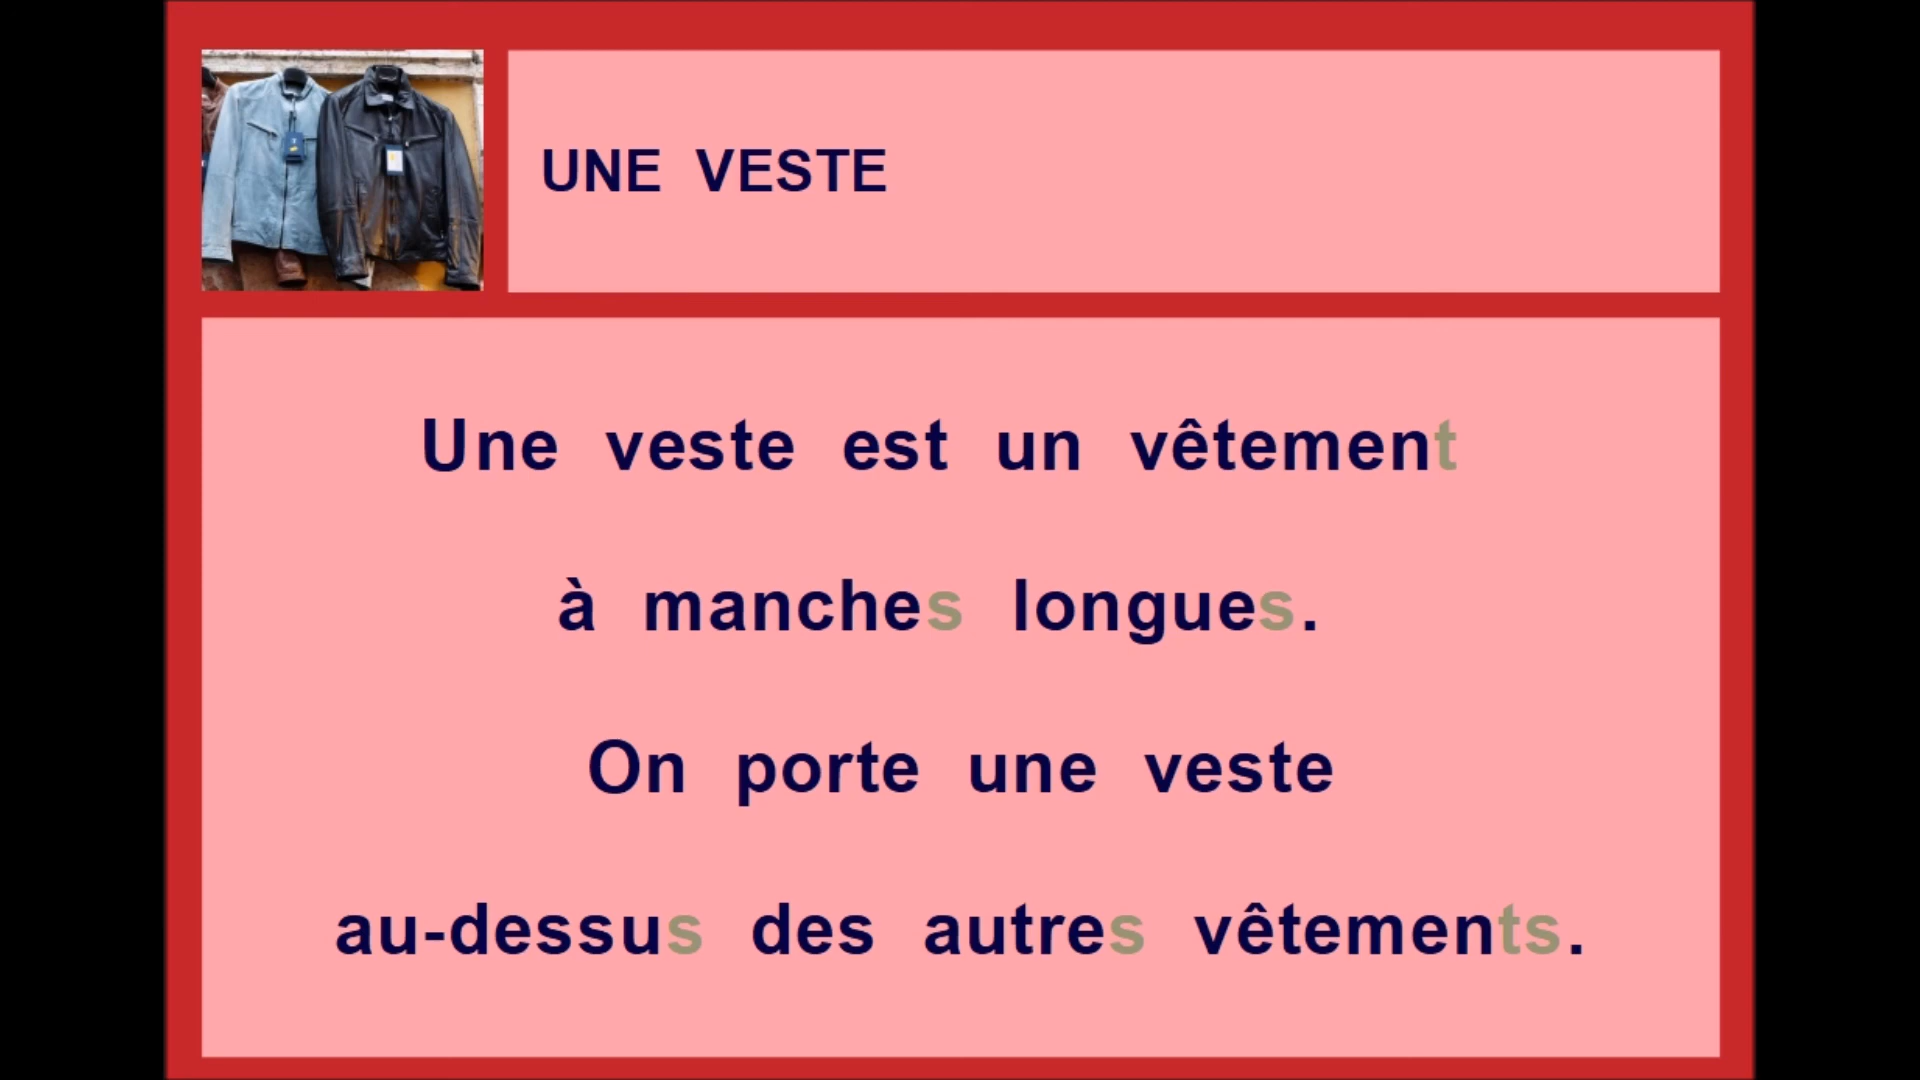 UNE VESTE
Une veste est un vêtement
à manches longues.
On porte une veste
au-dessus des autres vêtements.